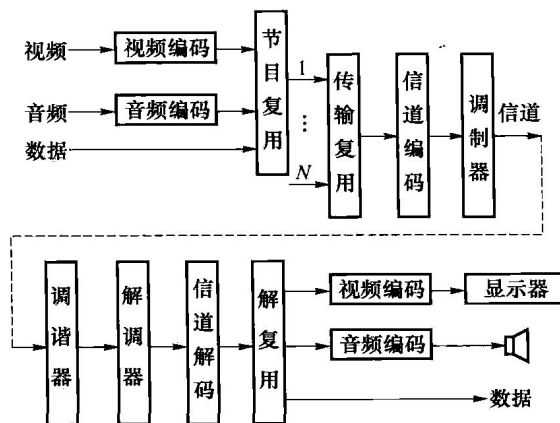 视频
视频编码
音频
音频编码
数据
节目复用
1
…
N
传输复用
信道编码
调制器
信道
调谐器
解调器
信道解码
解复用
视频编码
显示器
音频编码
数据